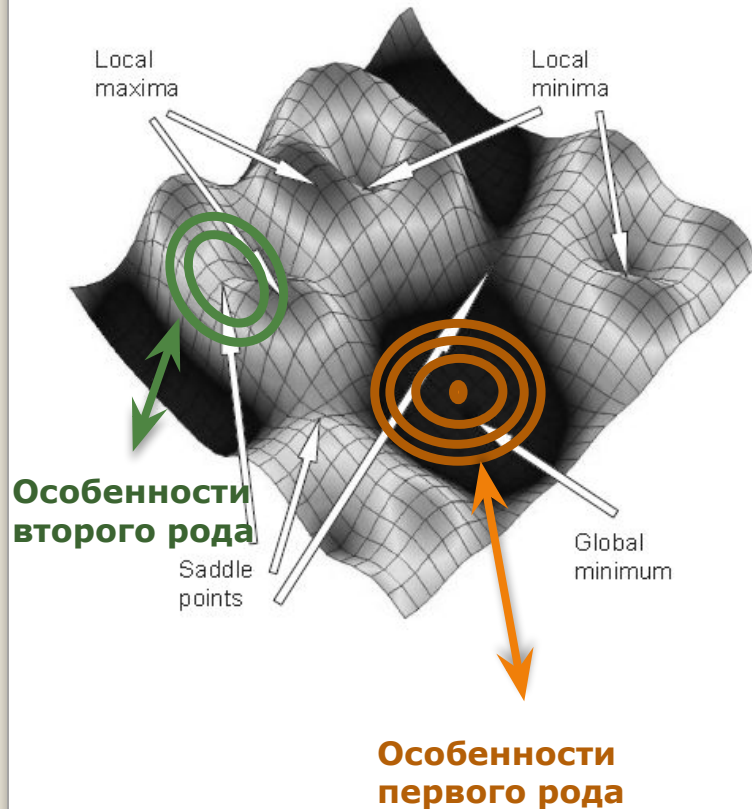 Local
maxima
Local
minima
Особенности
второго рода
Saddle
points
Global
minimum
Особенности
первого рода